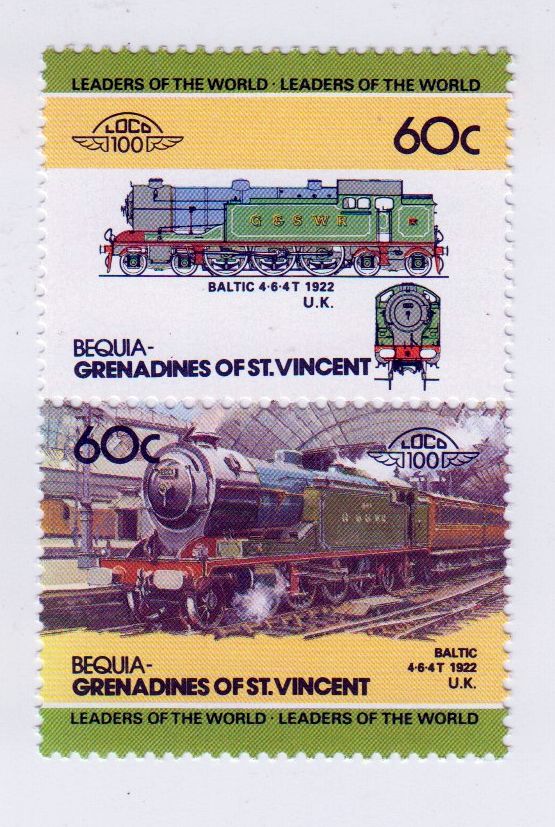 LEADERS OF THE WORLD · LEADERS OF THE WORLD
LOCO
100
60c
G & S W R
BALTIC 4·6·4T 1922
U.K.
BEQUIA-
GRENADINES OF ST. VINCENT
60c
LOCO
100
G & S W R
BEQUIA-
GRENADINES OF ST. VINCENT
BALTIC
4·6·4T 1922
U.K.
LEADERS OF THE WORLD · LEADERS OF THE WORLD